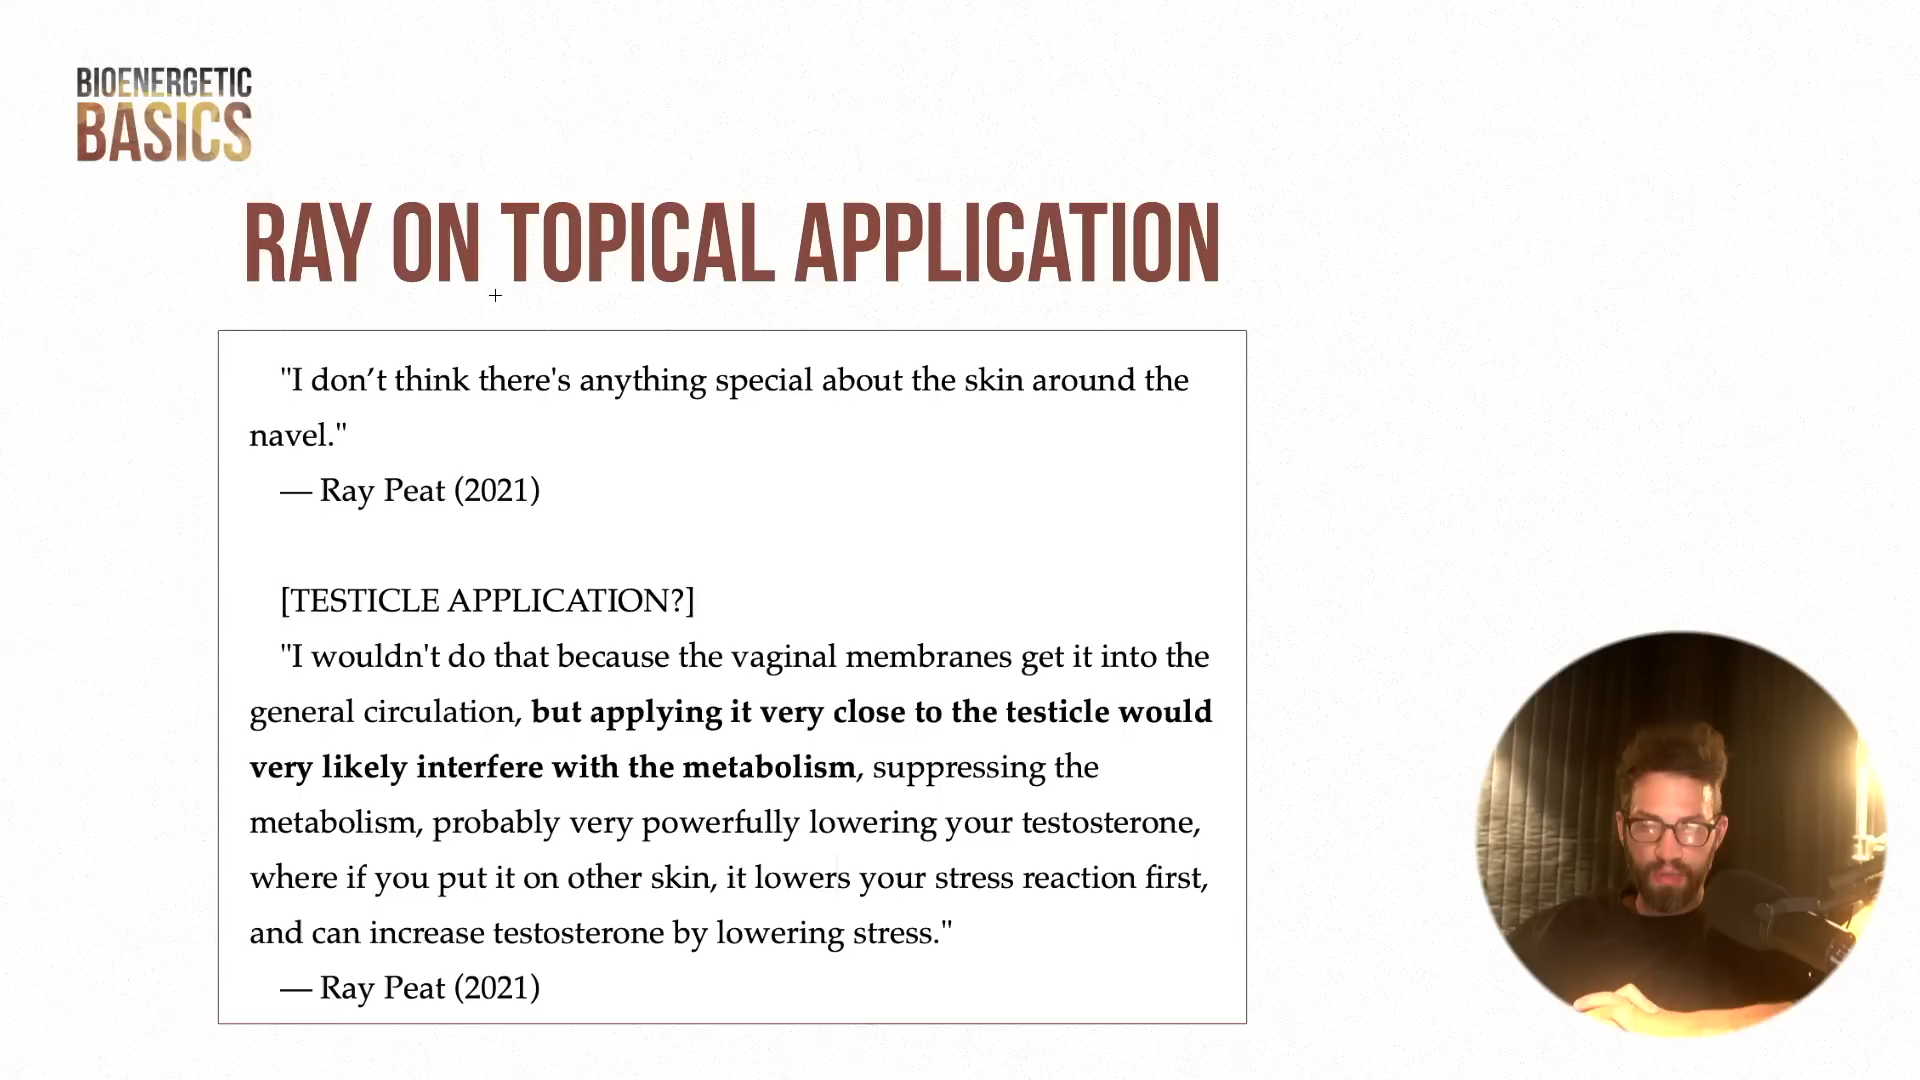 BIOENERGETIC
BASICS
RAY ON TOPICAL APPLICATION
"I don’t think there's anything special about the skin around the
navel."
— Ray Peat (2021)
[TESTICLE APPLICATION?]
"I wouldn't do that because the vaginal membranes get it into the
general circulation, but applying it very close to the testicle would
very likely interfere with the metabolism, suppressing the
metabolism, probably very powerfully lowering your testosterone,
where if you put it on other skin, it lowers your stress reaction first,
and can increase testosterone by lowering stress."
— Ray Peat (2021)